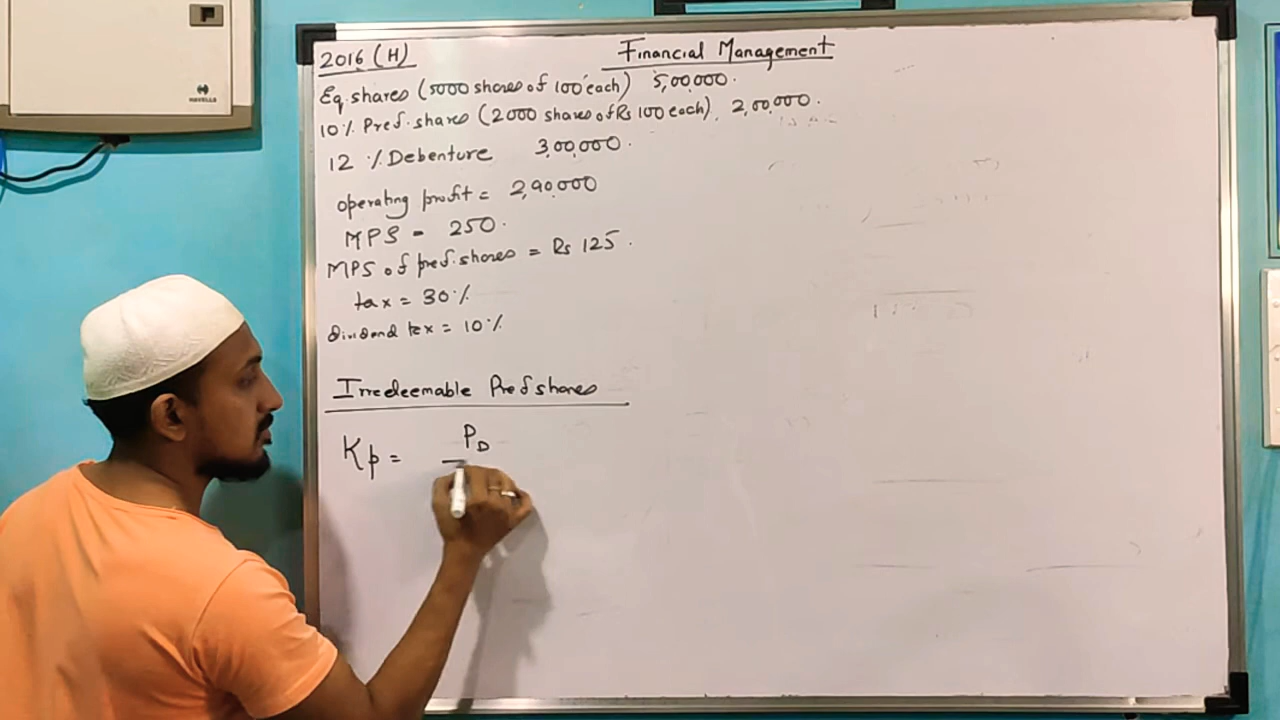 HAVELLS
2016 (H)
Financial Management
Eq. shares (5000 shares of 100 each) 5,00,000.
10% Pref. shares (2000 shares of Rs 100 each). 2,00,000.
12 % Debenture 3,00,000.
operating profit = 2,90,000
MPS = 250.
MPS of pref. shares = Rs 125.
tax = 30%
Dividend tax = 10%
Irredeemable Pref shares
Kp = PD